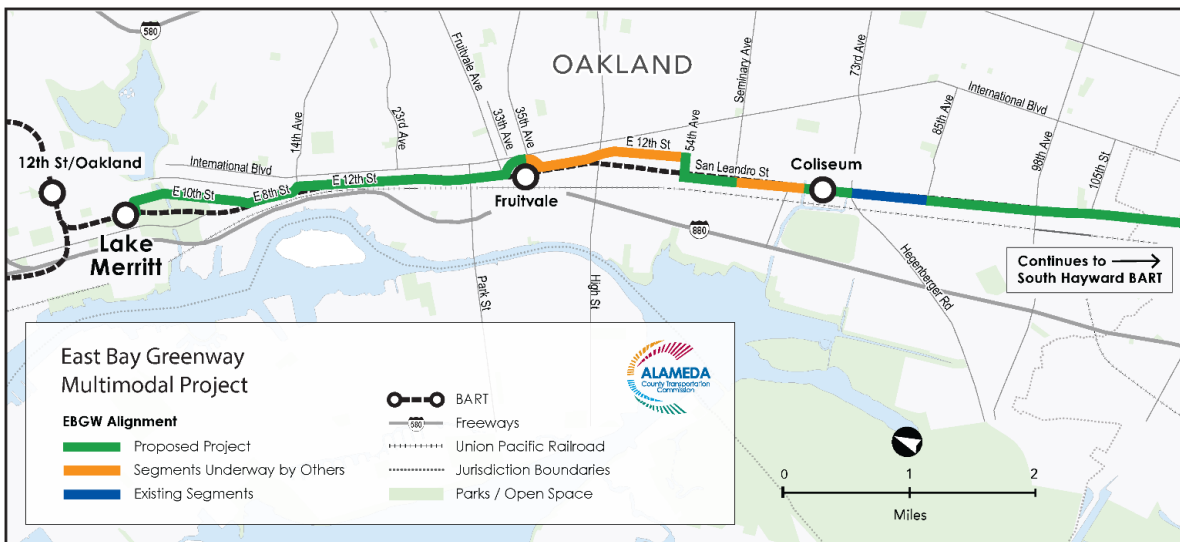 580
OAKLAND
Fruitvale Ave
35th Ave
33th Ave
14th Ave
23rd Ave
54th Ave
Seminary Ave
73rd Ave
85th Ave
98th Ave
105th St
International Blvd
International Blvd
12th St/Oakland
E 10th St
E 8th St
E 12th St
E 12th St
San Leandro St
Coliseum
Fruitvale
Lake
Merritt
880
Park St
High St
Hegenberger Rd
Continues to
South Hayward BART
East Bay Greenway
Multimodal Project
EBGW Alignment
Proposed Project
Segments Underway by Others
Existing Segments
BART
580
Freeways
Union Pacific Railroad
Jurisdiction Boundaries
Parks / Open Space
ALAMEDA
County Transportation
Commission
0
1
2
Miles